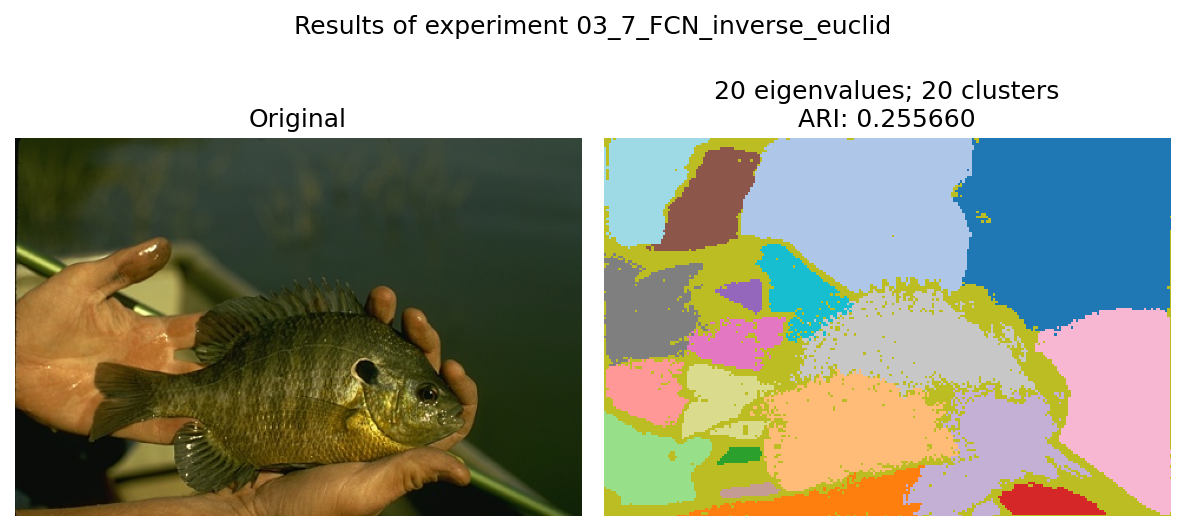 Results of experiment 03_7_FCN_inverse_euclid
Original
20 eigenvalues; 20 clusters
ARI: 0.255660